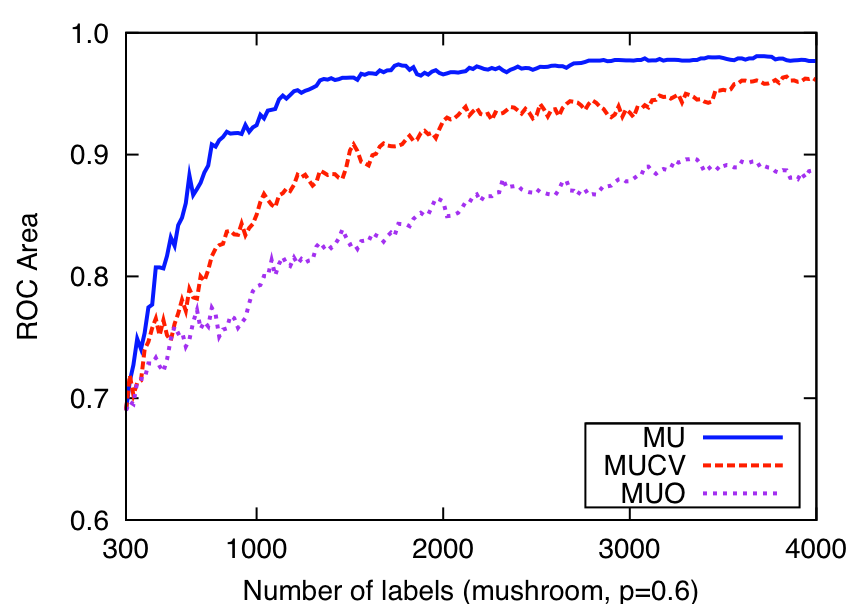 1.0
0.9
0.8
0.7
0.6
ROC Area
MU
MUCV
MUO
300 1000 2000 3000 4000
Number of labels (mushroom, p=0.6)